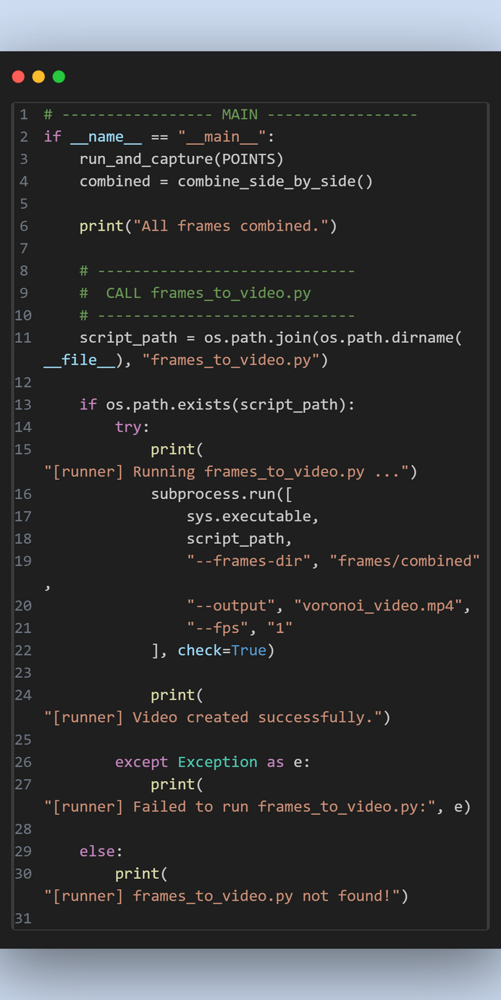 1 # ----------------- MAIN -----------------
2 if __name__ == "__main__":
3     run_and_capture(POINTS)
4     combined = combine_side_by_side()
5
6     print("All frames combined.")
7
8     # -----------------------------
9     #  CALL frames_to_video.py
10     # -----------------------------
11     script_path = os.path.join(os.path.dirname(
__file__), "frames_to_video.py")
12
13     if os.path.exists(script_path):
14         try:
15             print(
"[runner] Running frames_to_video.py ...")
16             subprocess.run([
17                 sys.executable,
18                 script_path,
19                 "--frames-dir", "frames/combined"
,
20                 "--output", "voronoi_video.mp4",
21                 "--fps", "1"
22             ], check=True)
23
24             print(
"[runner] Video created successfully.")
25
26         except Exception as e:
27             print(
"[runner] Failed to run frames_to_video.py:", e)
28
29     else:
30         print(
"[runner] frames_to_video.py not found!")
31